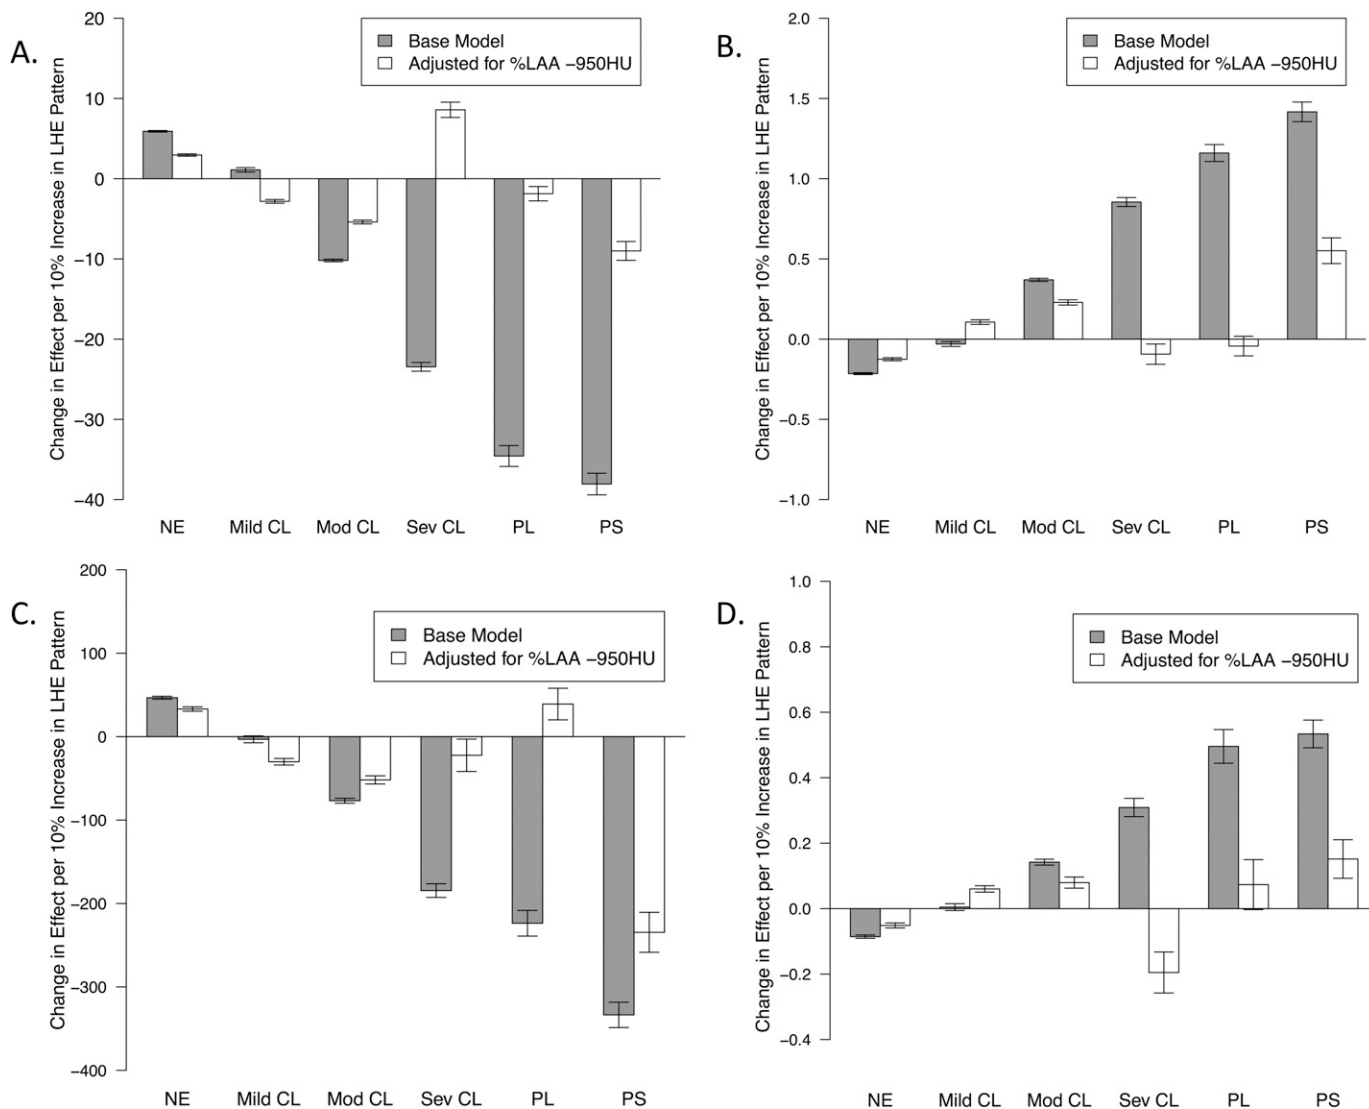 A.
Change in Effect per 10% Increase in LHE Pattern
20
10
0
−10
−20
−30
−40
Base Model
Adjusted for %LAA −950HU
NE Mild CL Mod CL Sev CL PL PS
B.
Change in Effect per 10% Increase in LHE Pattern
2.0
1.5
1.0
0.5
0.0
−0.5
−1.0
Base Model
Adjusted for %LAA −950HU
NE Mild CL Mod CL Sev CL PL PS
C.
Change in Effect per 10% Increase in LHE Pattern
200
100
0
−100
−200
−300
−400
Base Model
Adjusted for %LAA −950HU
NE Mild CL Mod CL Sev CL PL PS
D.
Change in Effect per 10% Increase in LHE Pattern
1.0
0.8
0.6
0.4
0.2
0.0
−0.2
−0.4
Base Model
Adjusted for %LAA −950HU
NE Mild CL Mod CL Sev CL PL PS